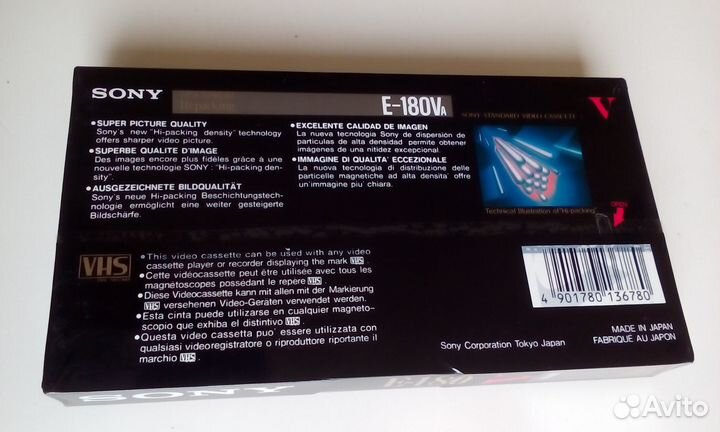 SONY
Hi-packing
E-180VA
SONY STANDARD VIDEO CASSETTE
V
•SUPER PICTURE QUALITY
Sony's new "Hi-packing density" technology
offers sharper video picture.
•SUPERBE QUALITE D'IMAGE
Des images encore plus fidèles grâce à une
nouvelle technologie SONY : "Hi-packing den-
sity".
•AUSGEZEICHNETE BILDQUALITÄT
Sony's neue Hi-packing Beschichtungstech-
nologie ermöglicht eine weiter gesteigerte
Bildschärfe.
•EXCELENTE CALIDAD DE IMAGEN
La nueva tecnologia Sony de dispersión de
particulas de alta densidad permite obtener
imágenes de una nitidez excepcional.
•IMMAGINE DI QUALITA' ECCEZIONALE
La nuova tecnologia di distribuzione delle
particelle magnetiche ad alta densita' offre
un'immagine piu' chiara.
Technical Illustration of "Hi-packing"
OPEN
VHS
•This video cassette can be used with any video
cassette player or recorder displaying the mark VHS.
•Cette vidéocassette peut être utilisée avec tous les
magnétoscopes possédant le repère VHS.
•Diese Videocassette kann mit allen mit der Markierung
VHS versehenen Video-Geräten verwendet werden.
•Esta cinta puede utilizarse en cualquier magneto-
scopio que exhiba el distintivo VHS.
•Questa video cassetta puo' essere utilizzata con
qualsiasi videoregistratore o riproduttore riportante il
marchio VHS.
4 901780 136780
MADE IN JAPAN
FABRIQUÉ AU JAPON
Sony Corporation Tokyo Japan
SONY
E-180
Avito